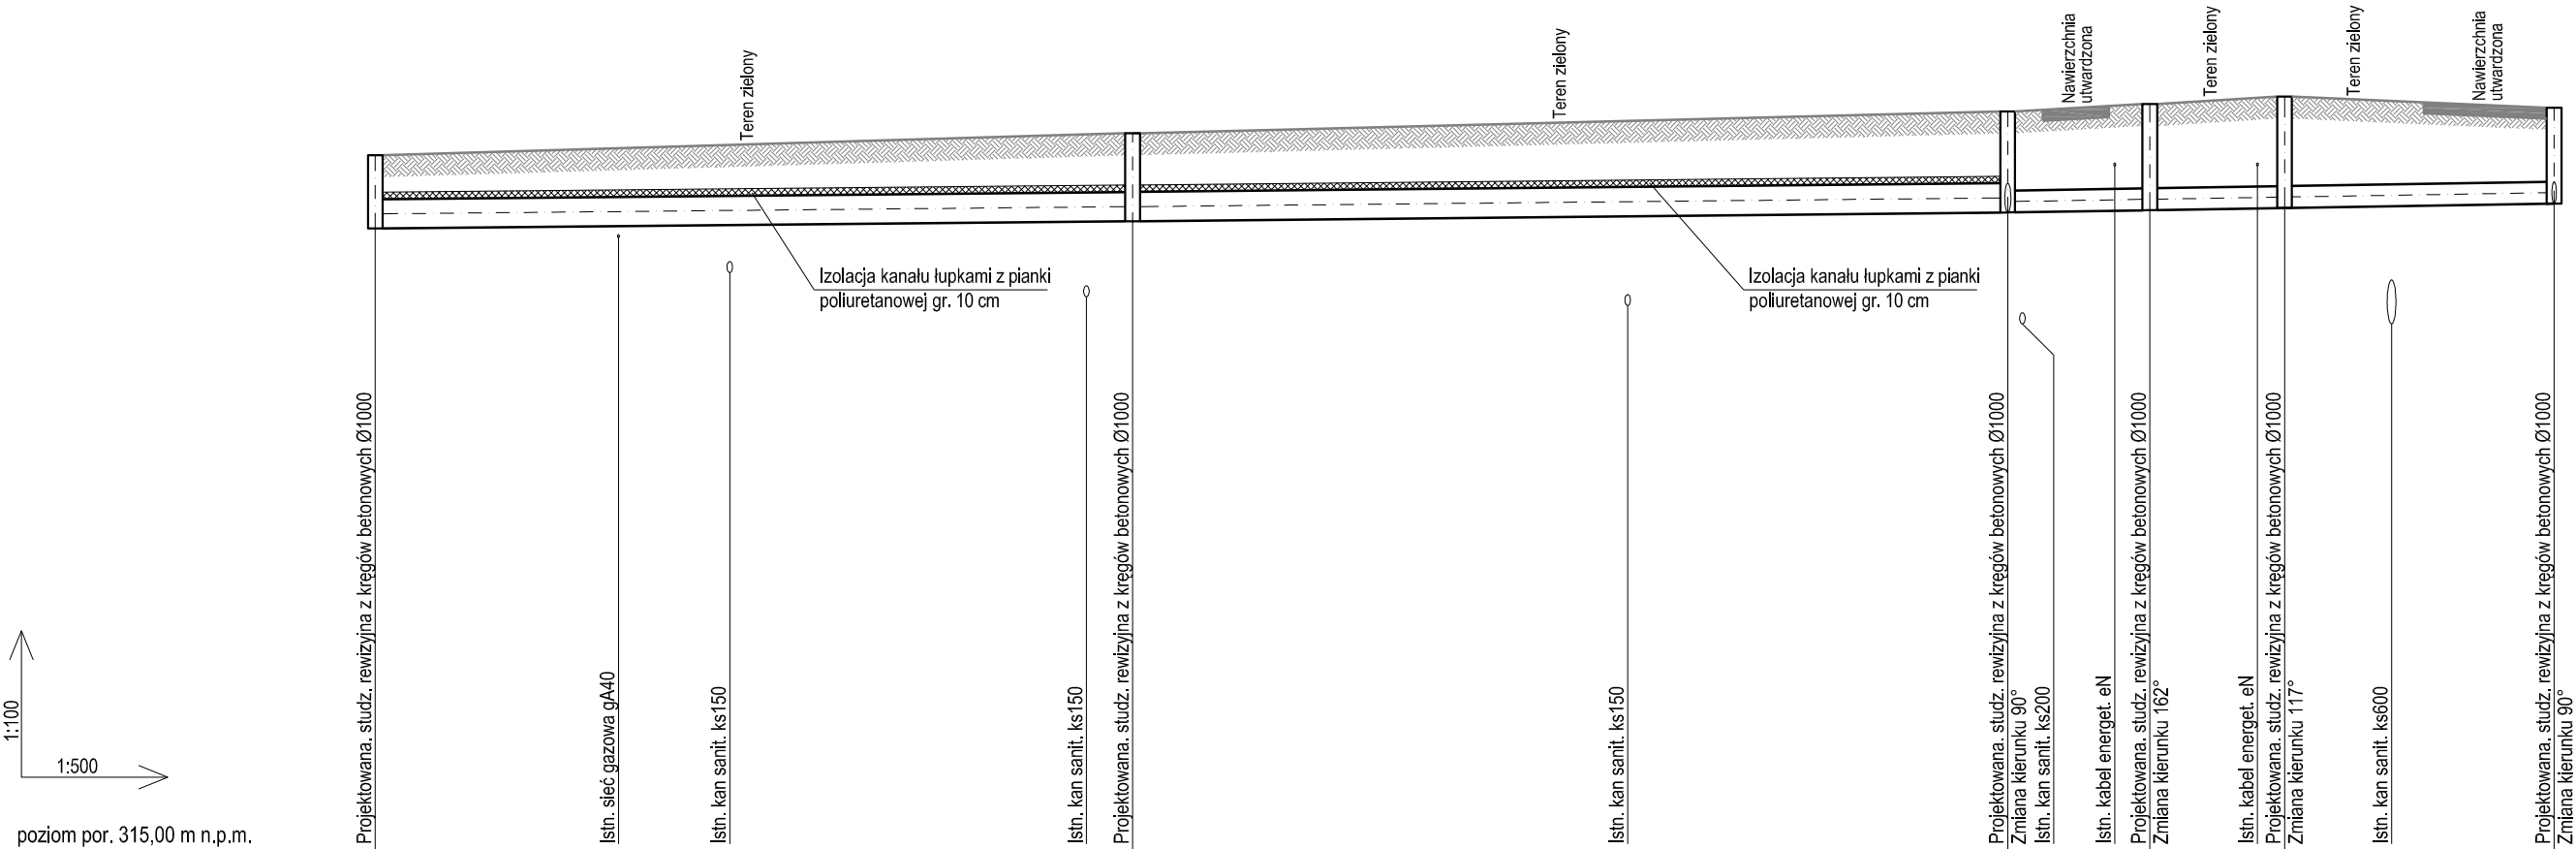 Teren zielony
Teren zielony
Nawierzchnia
utwardzona
Teren zielony
Teren zielony
Nawierzchnia
utwardzona
Izolacja kanału łupkami z pianki
poliuretanowej gr. 10 cm
Izolacja kanału łupkami z pianki
poliuretanowej gr. 10 cm
Projektowana. studz. rewizyjna z kręgów betonowych Ø1000
Istn. sieć gazowa gA40
Istn. kan sanit. ks150
Istn. kan sanit. ks150
Projektowana. studz. rewizyjna z kręgów betonowych Ø1000
Istn. kan sanit. ks150
Projektowana. studz. rewizyjna z kręgów betonowych Ø1000
Zmiana kierunku 90°
Istn. kan sanit. ks200
Istn. kabel energet. eN
Projektowana. studz. rewizyjna z kręgów betonowych Ø1000
Zmiana kierunku 162°
Istn. kabel energet. eN
Projektowana. studz. rewizyjna z kręgów betonowych Ø1000
Zmiana kierunku 117°
Istn. kan sanit. ks600
Projektowana. studz. rewizyjna z kręgów betonowych Ø1000
Zmiana kierunku 90°
1:100
1:500
poziom por. 315,00 m n.p.m.